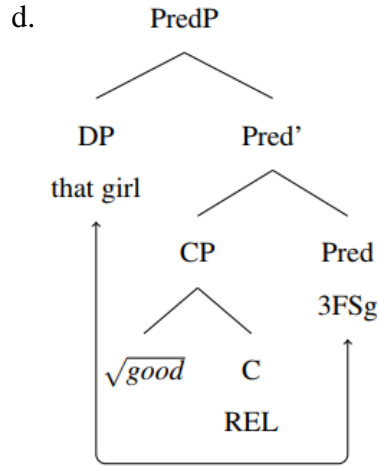 d.
PredP
DP Pred’
that girl
CP Pred
3FSg
√good C
REL